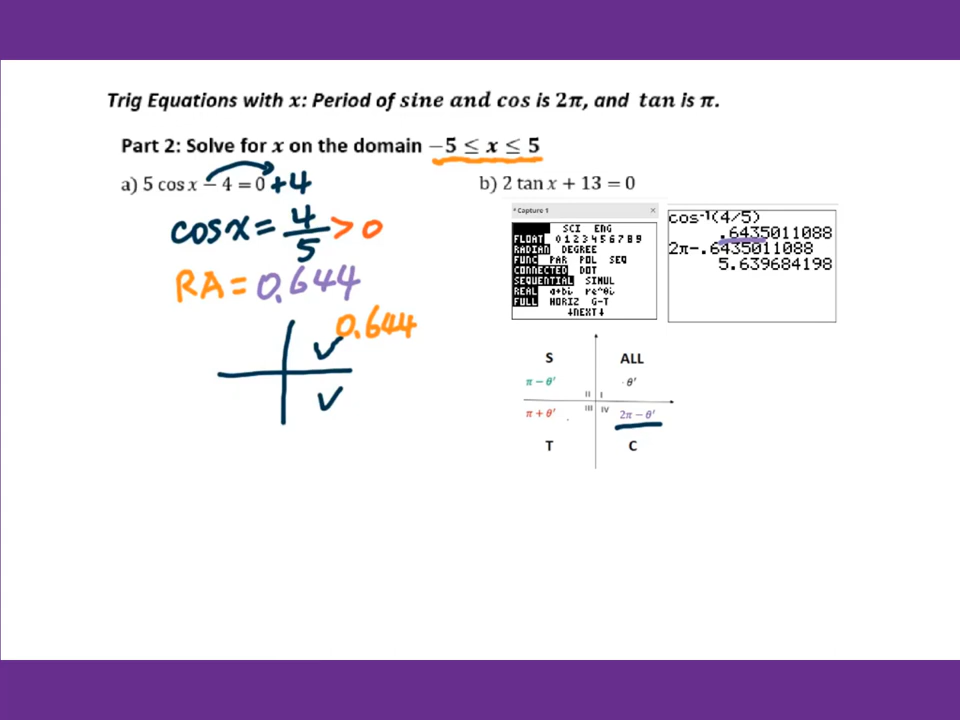 Trig Equations with x: Period of sine and cos is 2π, and tan is π.
Part 2: Solve for x on the domain −5 ≤ x ≤ 5
a) 5 cos x − 4 = 0 +4
cos x = 4/5 > 0
RA = 0.644
0.644
b) 2 tan x + 13 = 0
*Capture 1 ×
SCI ENG
FLOAT 0 1 2 3 4 5 6 7 8 9
RADIAN DEGREE
FUNC PAR POL SEQ
CONNECTED DOT
SEQUENTIAL SIMUL
REAL a+bi re^θi
FULL HORIZ G-T
↓NEXT↓
cos⁻¹(4/5)
.6435011088
2π-.6435011088
5.639684198
S ALL
π − θ′ θ′
II I
III IV
π + θ′ 2π − θ′
T C